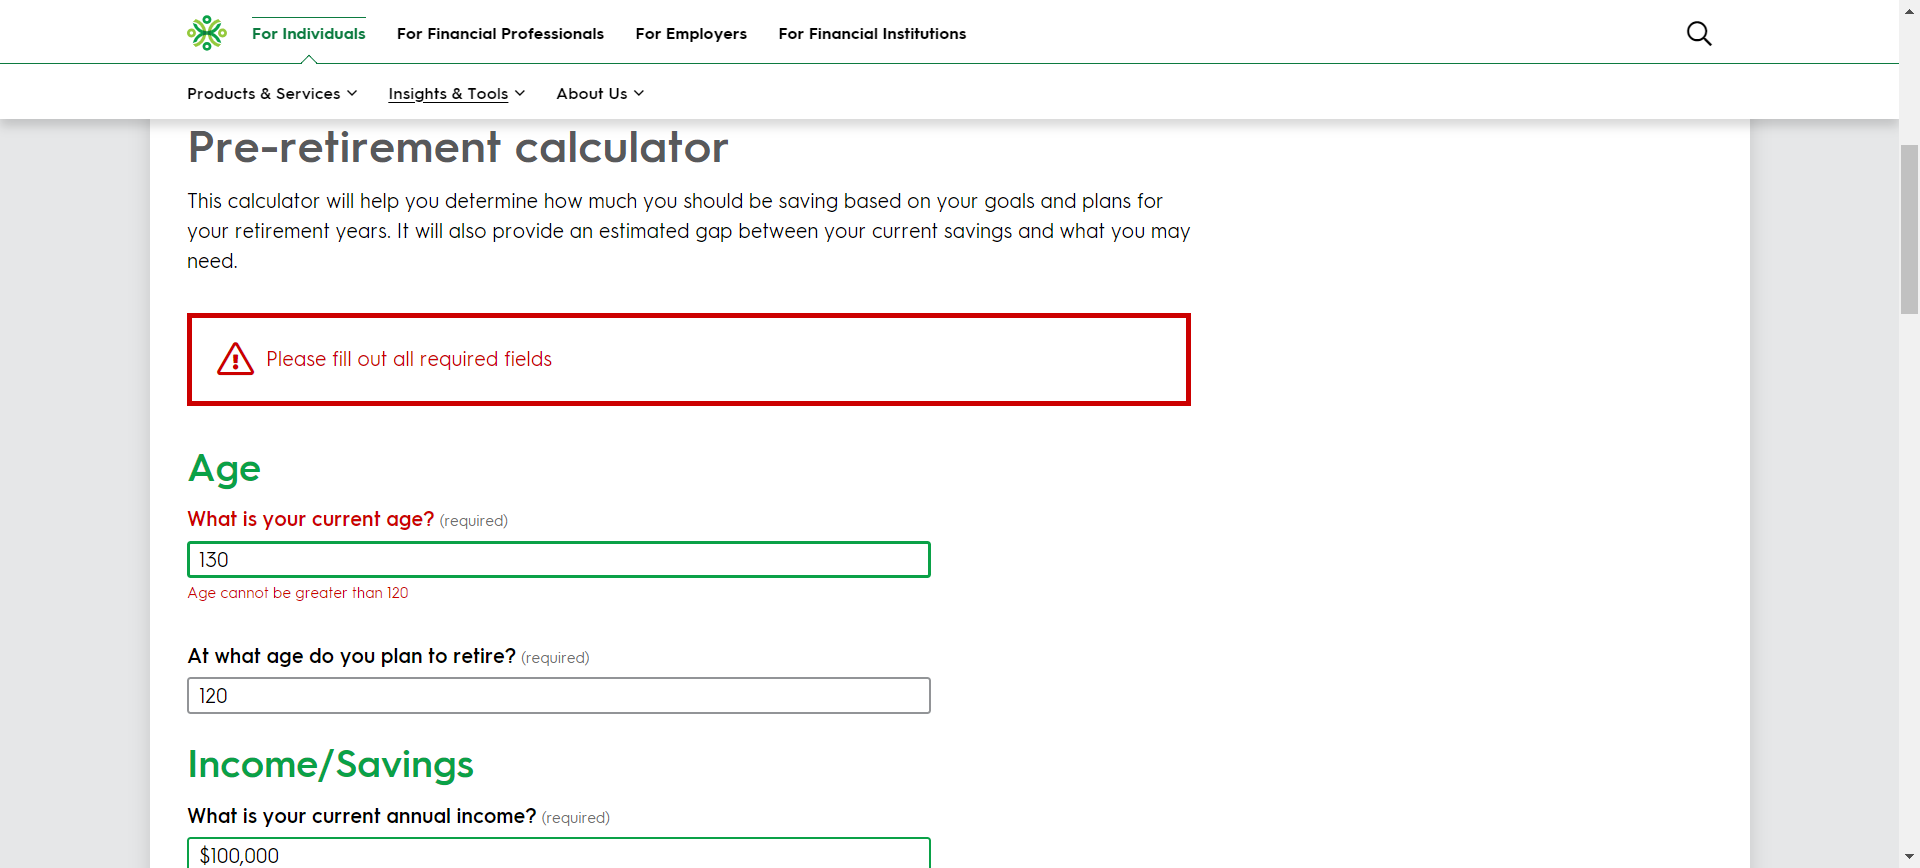 For Individuals
For Financial Professionals
For Employers
For Financial Institutions
Products & Services
Insights & Tools
About Us
Pre-retirement calculator
This calculator will help you determine how much you should be saving based on your goals and plans for
your retirement years. It will also provide an estimated gap between your current savings and what you may
need.
Please fill out all required fields
Age
What is your current age? (required)
130
Age cannot be greater than 120
At what age do you plan to retire? (required)
120
Income/Savings
What is your current annual income? (required)
$100,000